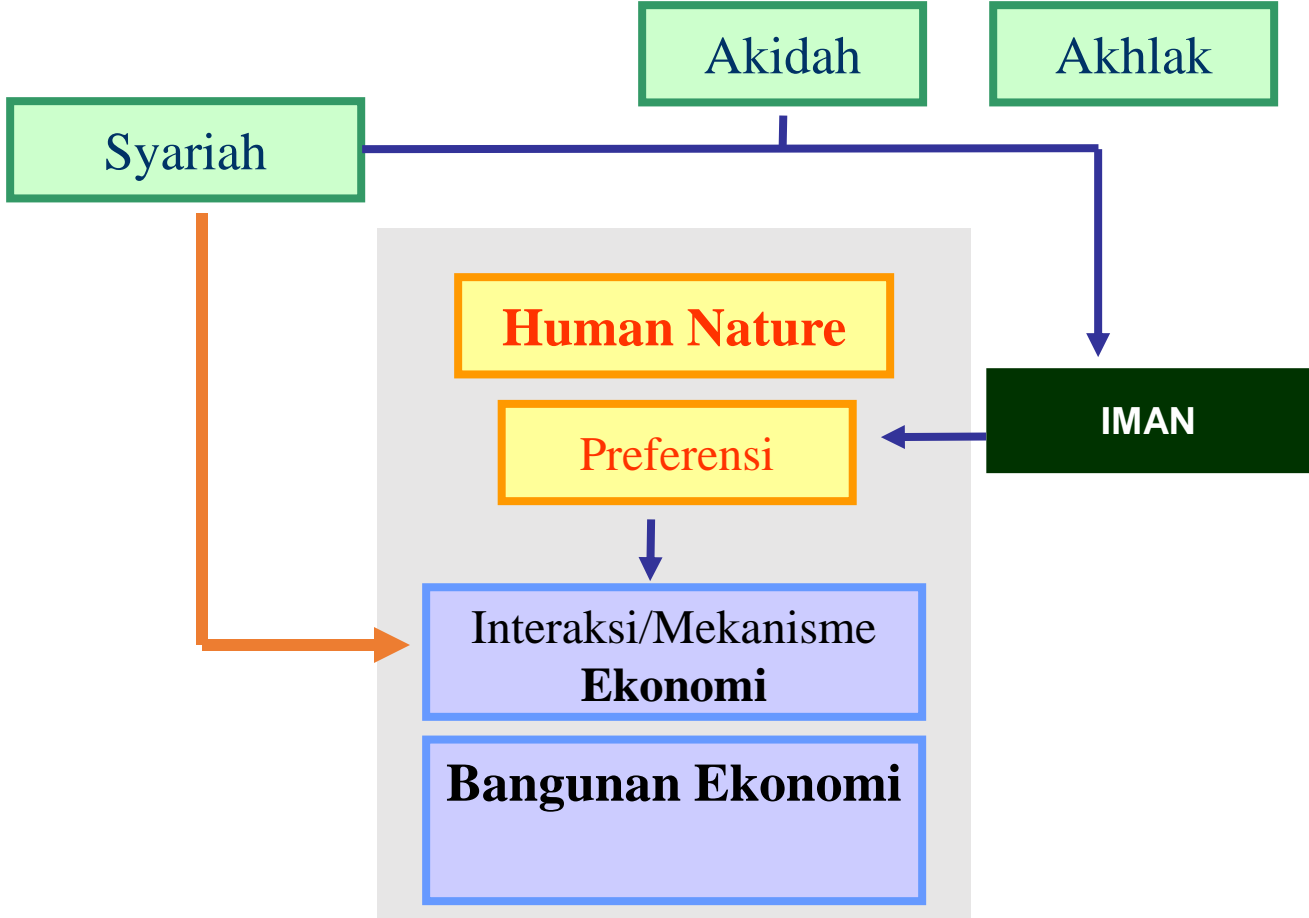 Akidah
Akhlak
Syariah
Human Nature
IMAN
Preferensi
Interaksi/Mekanisme
Ekonomi
Bangunan Ekonomi